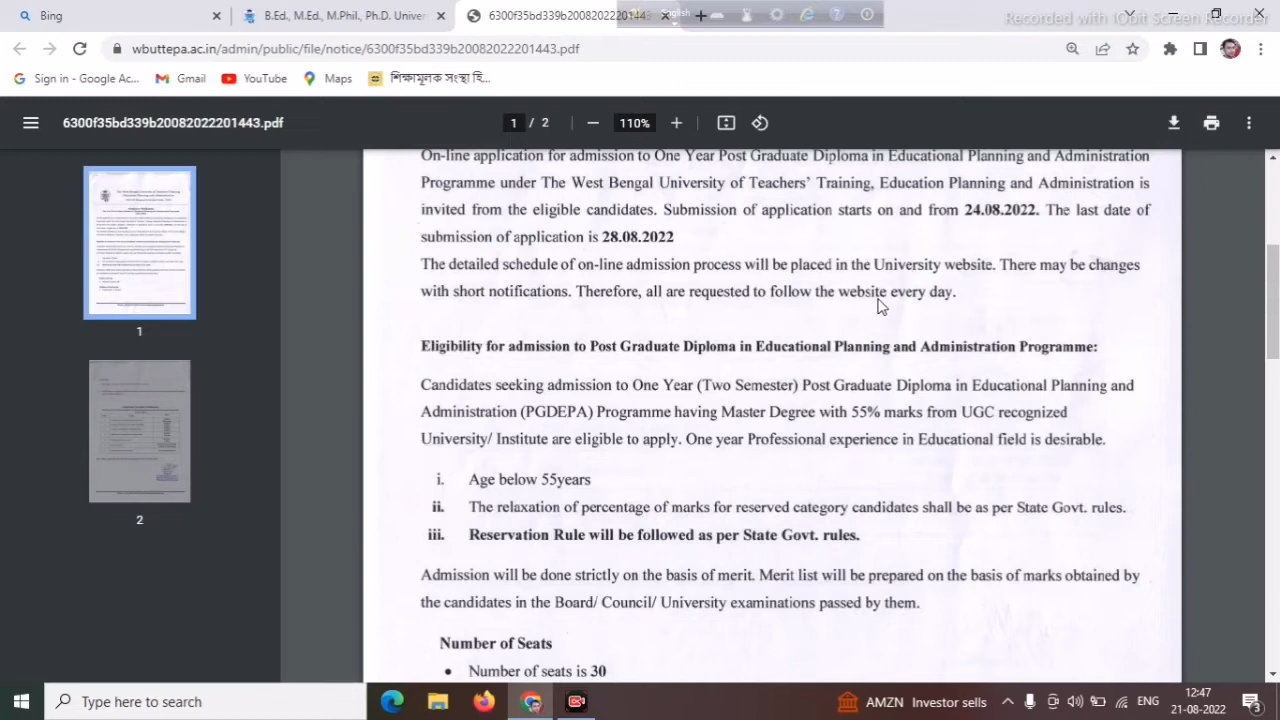 Bing
B.Ed., M.Ed., M.Phil., Ph.D. Univer
6300f35bd339b20082022201443
English
Recorded with IObit Screen Recorder
wbuttepa.ac.in/admin/public/file/notice/6300f35bd339b20082022201443.pdf
Sign in - Google Ac...
Gmail
YouTube
Maps
শিক্ষামূলক সংস্থা হি...
6300f35bd339b20082022201443.pdf
1 / 2
110%
On-line application for admission to One Year Post Graduate Diploma in Educational Planning and Administration
Programme under The West Bengal University of Teachers' Training, Education Planning and Administration is
invited from the eligible candidates. Submission of application starts on and from 24.08.2022. The last date of
submission of application is 28.08.2022
The detailed schedule of on-line admission process will be placed in the University website. There may be changes
with short notifications. Therefore, all are requested to follow the website every day.
Eligibility for admission to Post Graduate Diploma in Educational Planning and Administration Programme:
Candidates seeking admission to One Year (Two Semester) Post Graduate Diploma in Educational Planning and
Administration (PGDEPA) Programme having Master Degree with 55% marks from UGC recognized
University/ Institute are eligible to apply. One year Professional experience in Educational field is desirable.
i. Age below 55years
ii. The relaxation of percentage of marks for reserved category candidates shall be as per State Govt. rules.
iii. Reservation Rule will be followed as per State Govt. rules.
Admission will be done strictly on the basis of merit. Merit list will be prepared on the basis of marks obtained by
the candidates in the Board/ Council/ University examinations passed by them.
Number of Seats
• Number of seats is 30
1
2
Type here to search
AMZN Investor sells
ENG
12:47
21-08-2022
3